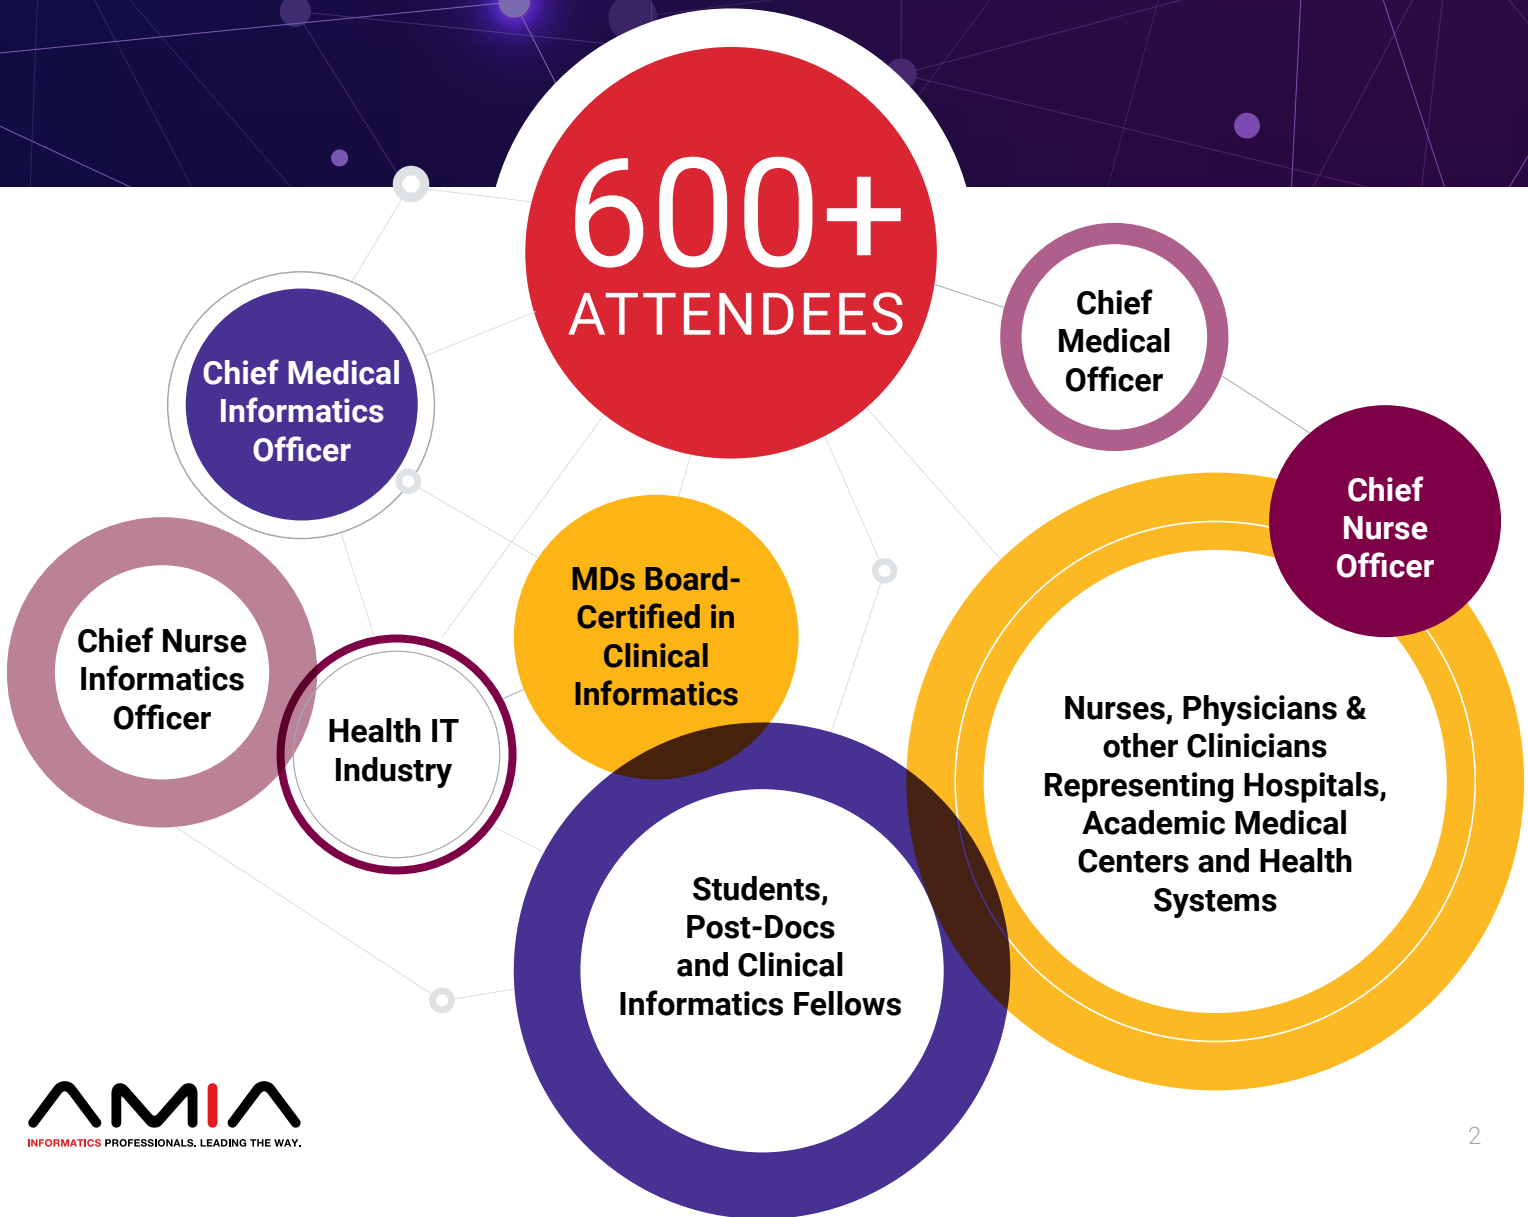 600+
ATTENDEES
Chief
Medical
Officer
Chief Medical
Informatics
Officer
Chief
Nurse
Officer
MDs Board-
Certified in
Clinical
Informatics
Chief Nurse
Informatics
Officer
Health IT
Industry
Nurses, Physicians &
other Clinicians
Representing Hospitals,
Academic Medical
Centers and Health
Systems
Students,
Post-Docs
and Clinical
Informatics Fellows
AMIA
INFORMATICS PROFESSIONALS. LEADING THE WAY.
2